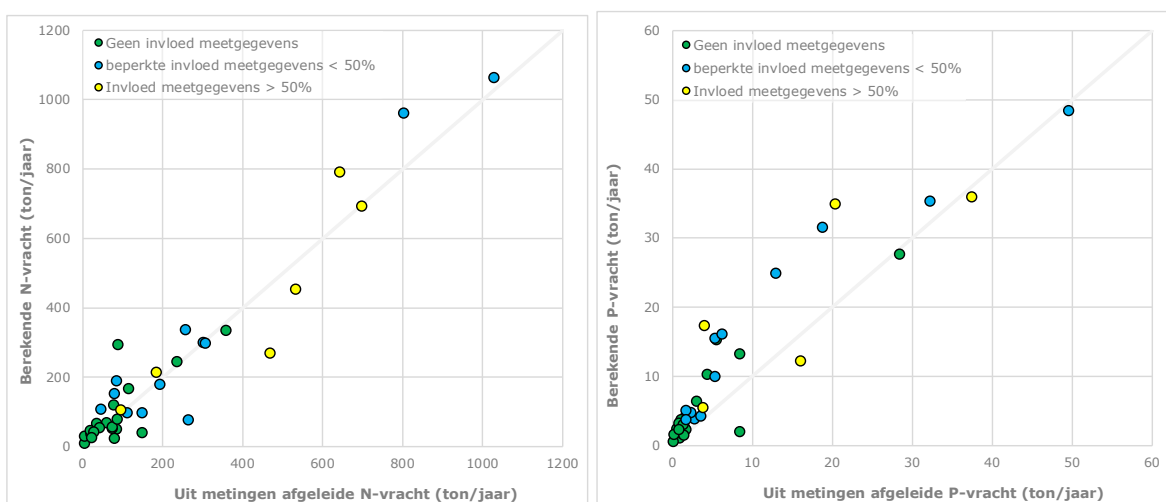 Berekende N-vracht (ton/jaar)
1200
1000
800
600
400
200
0
Geen invloed meetgegevens
beperkte invloed meetgegevens < 50%
Invloed meetgegevens > 50%
0 200 400 600 800 1000 1200
Uit metingen afgeleide N-vracht (ton/jaar)
Berekende P-vracht (ton/jaar)
60
50
40
30
20
10
0
Geen invloed meetgegevens
beperkte invloed meetgegevens < 50%
Invloed meetgegevens > 50%
0 10 20 30 40 50 60
Uit metingen afgeleide P-vracht (ton/jaar)